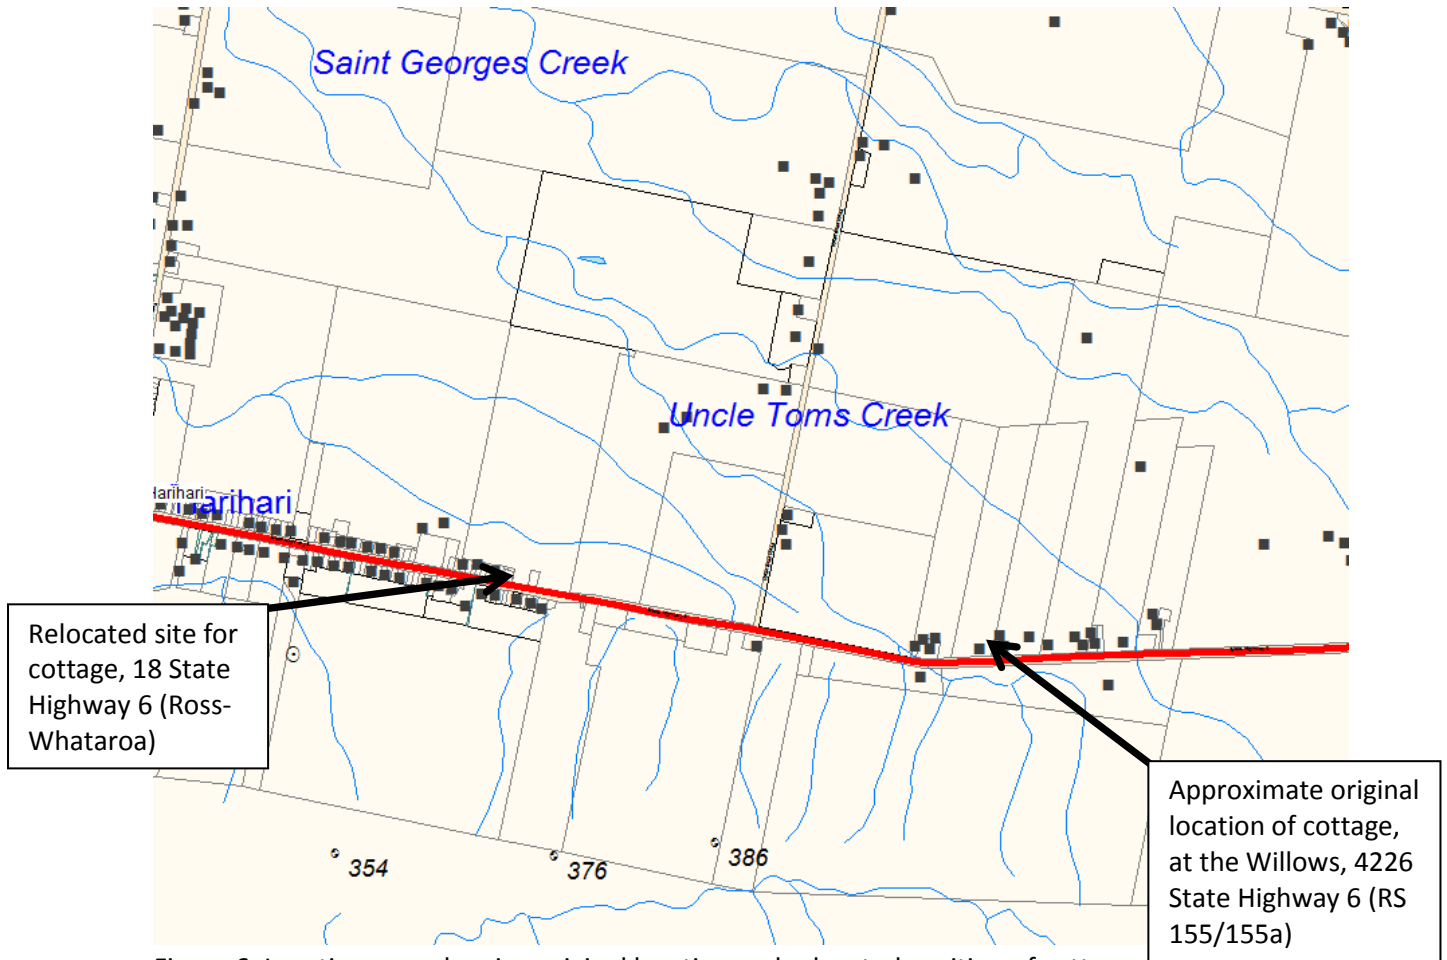 Saint Georges Creek
Uncle Toms Creek
Harihari
Harihari
Relocated site for
cottage, 18 State
Highway 6 (Ross-
Whataroa)
Approximate original
location of cottage,
at the Willows, 4226
State Highway 6 (RS
155/155a)
354
376
386